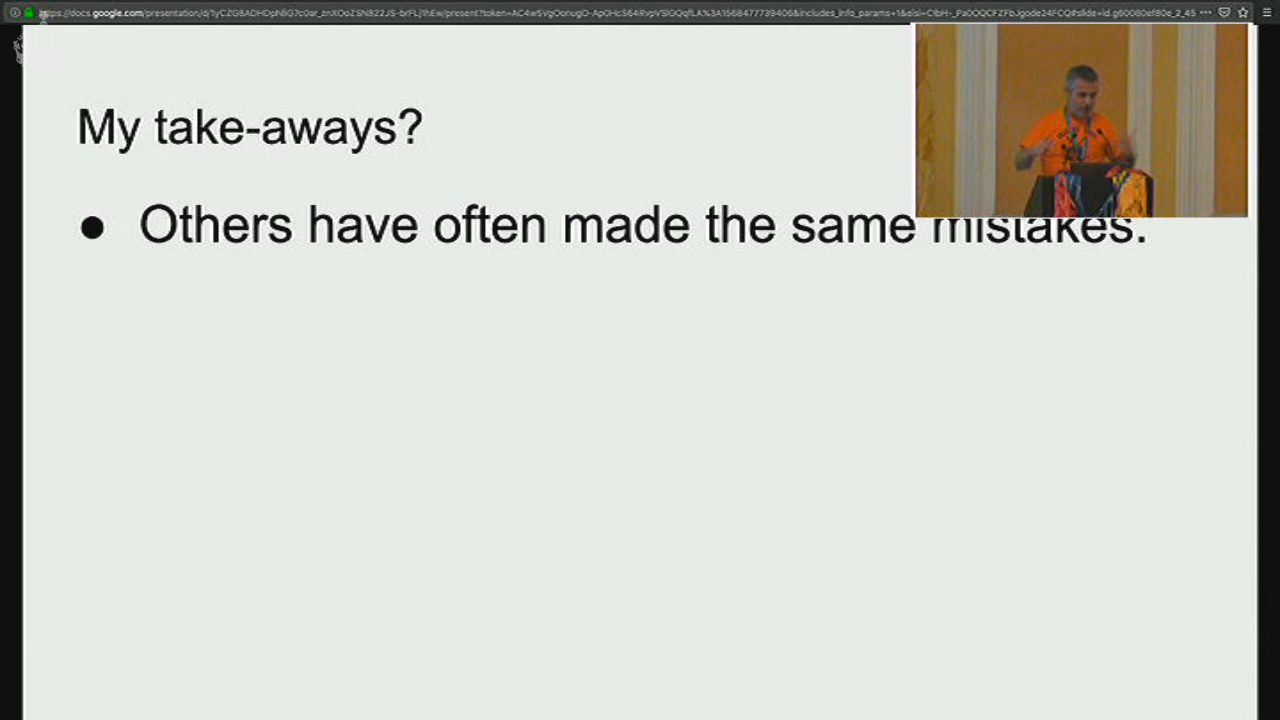 My take-aways?
● Others have often made the same mistakes.